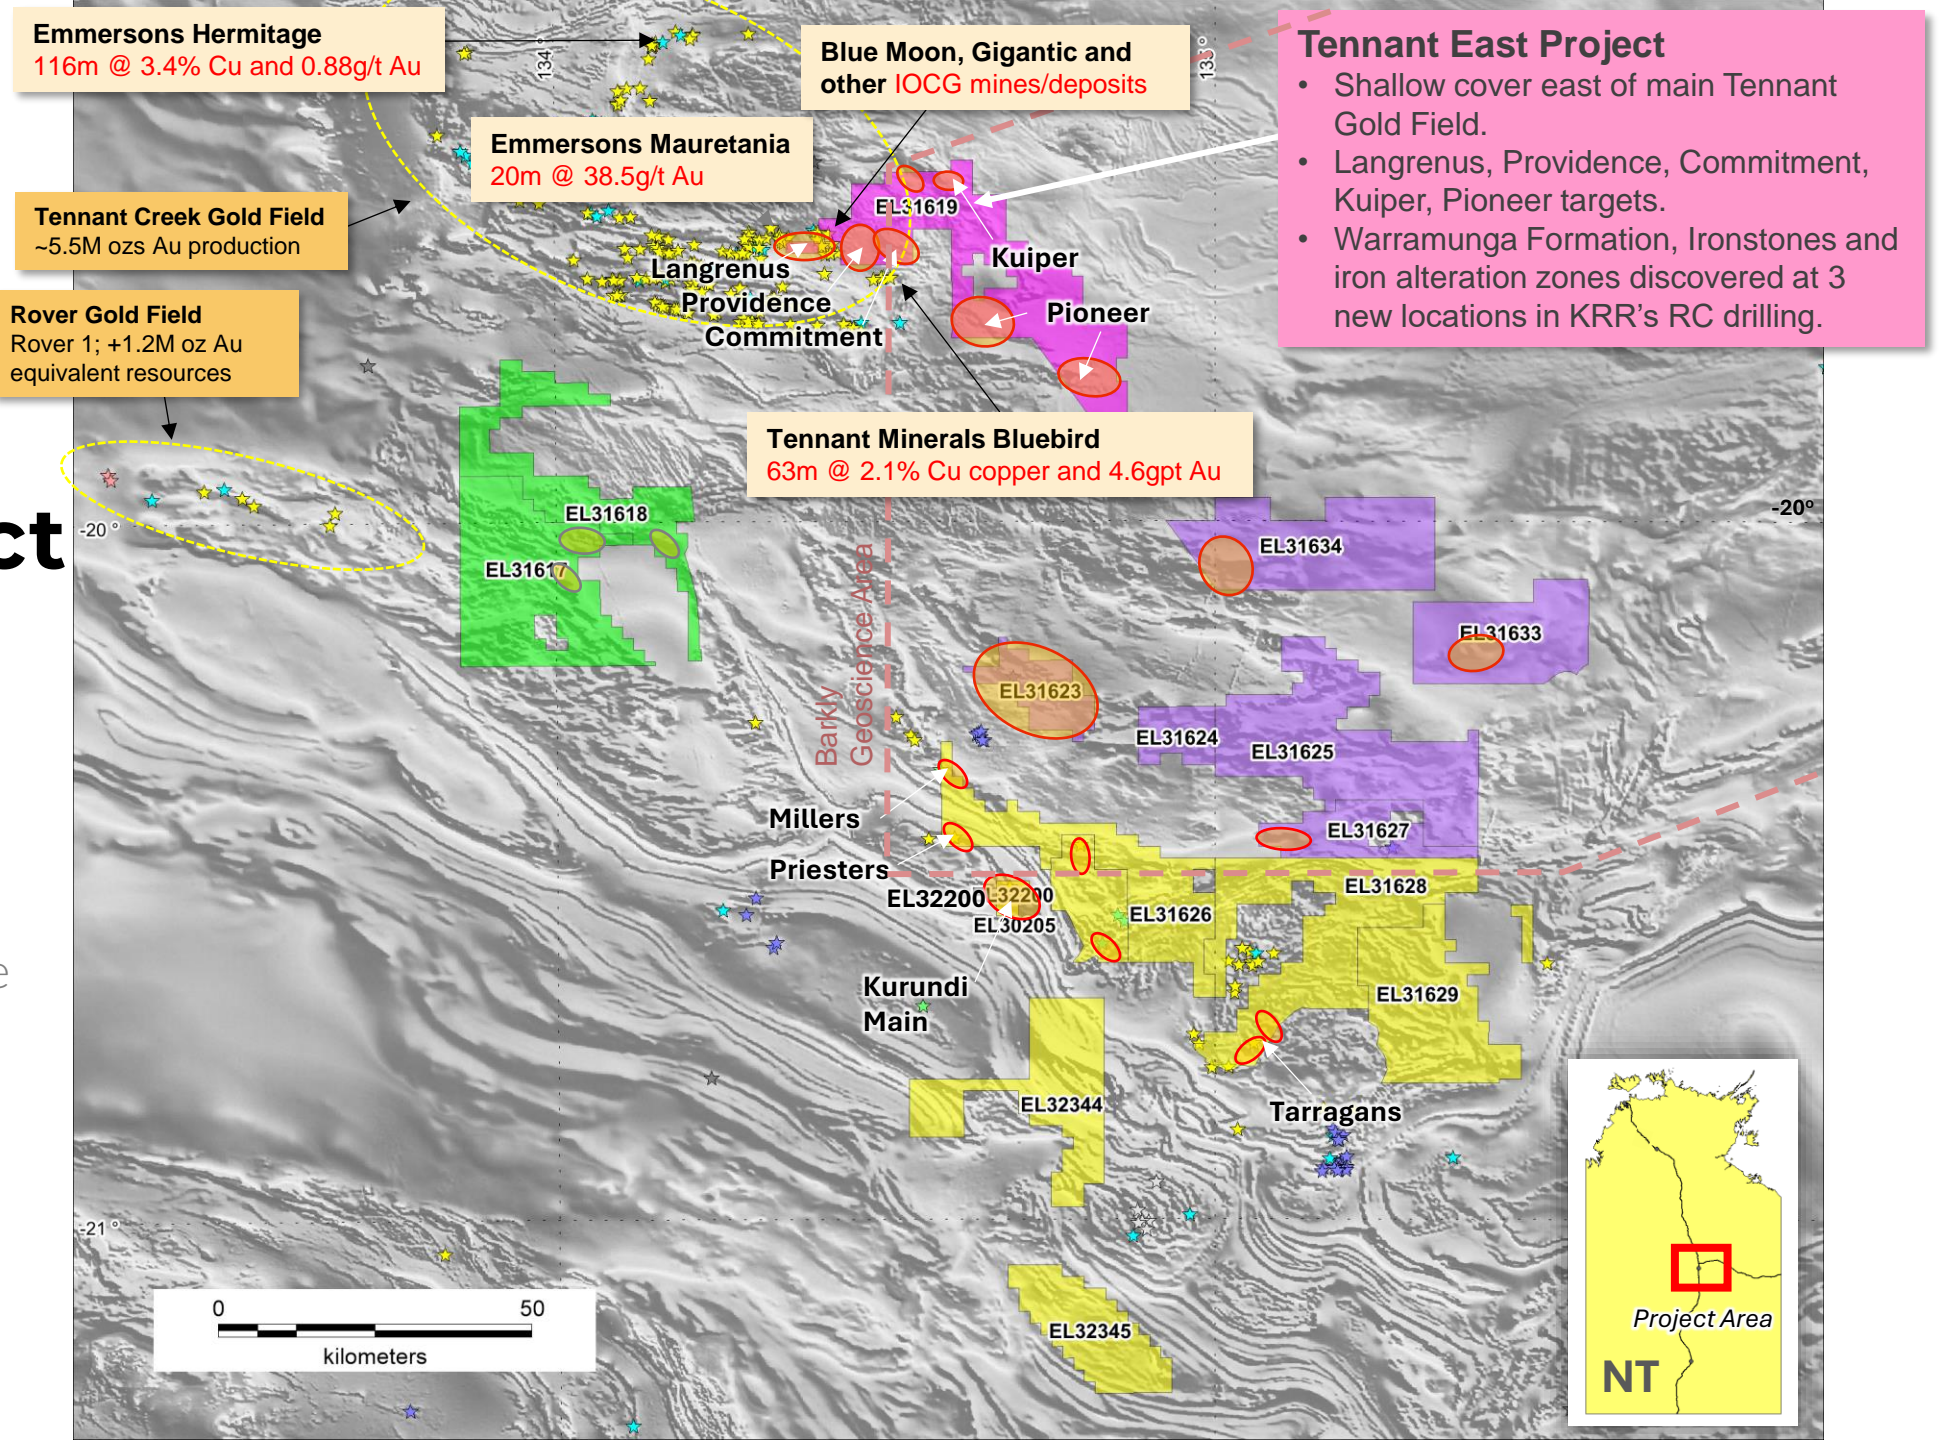 Emmersons Hermitage
116m @ 3.4% Cu and 0.88g/t Au
134°
Blue Moon, Gigantic and
other IOCG mines/deposits
135°
Tennant East Project
• Shallow cover east of main Tennant
Gold Field.
• Langrenus, Providence, Commitment,
Kuiper, Pioneer targets.
• Warramunga Formation, Ironstones and
iron alteration zones discovered at 3
new locations in KRR's RC drilling.
Emmersons Mauretania
20m @ 38.5g/t Au
Tennant Creek Gold Field
~5.5M ozs Au production
EL31619
Langrenus
Providence
Commitment
Kuiper
Pioneer
Rover Gold Field
Rover 1; +1.2M oz Au
equivalent resources
Tennant Minerals Bluebird
63m @ 2.1% Cu copper and 4.6gpt Au
ct
-20 °
-20°
EL31618
EL31617
EL31634
EL31633
Barkly
Geoscience Area
EL31623
EL31624
EL31625
Millers
EL31627
Priesters
EL31628
EL32200
EL32200
EL30205
EL31626
e
Kurundi
Main
EL31629
EL32344
Tarragans
-21 °
0 50
kilometers
EL32345
Project Area
NT